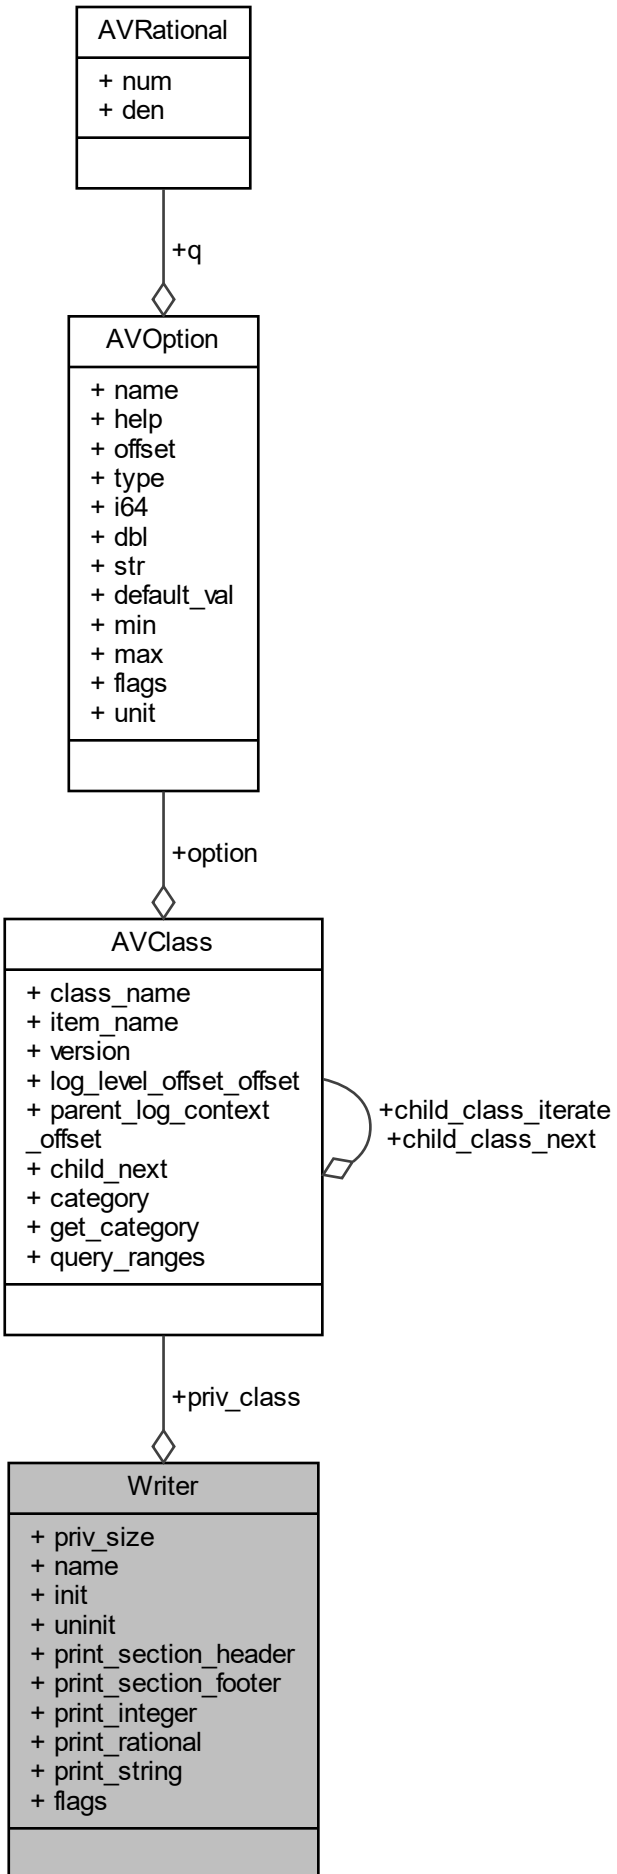 AVRational
+ num
+ den
+q
AVOption
+ name
+ help
+ offset
+ type
+ i64
+ dbl
+ str
+ default_val
+ min
+ max
+ flags
+ unit
+option
AVClass
+ class_name
+ item_name
+ version
+ log_level_offset_offset
+ parent_log_context
_offset
+ child_next
+ category
+ get_category
+ query_ranges
+child_class_iterate
+child_class_next
+priv_class
Writer
+ priv_size
+ name
+ init
+ uninit
+ print_section_header
+ print_section_footer
+ print_integer
+ print_rational
+ print_string
+ flags